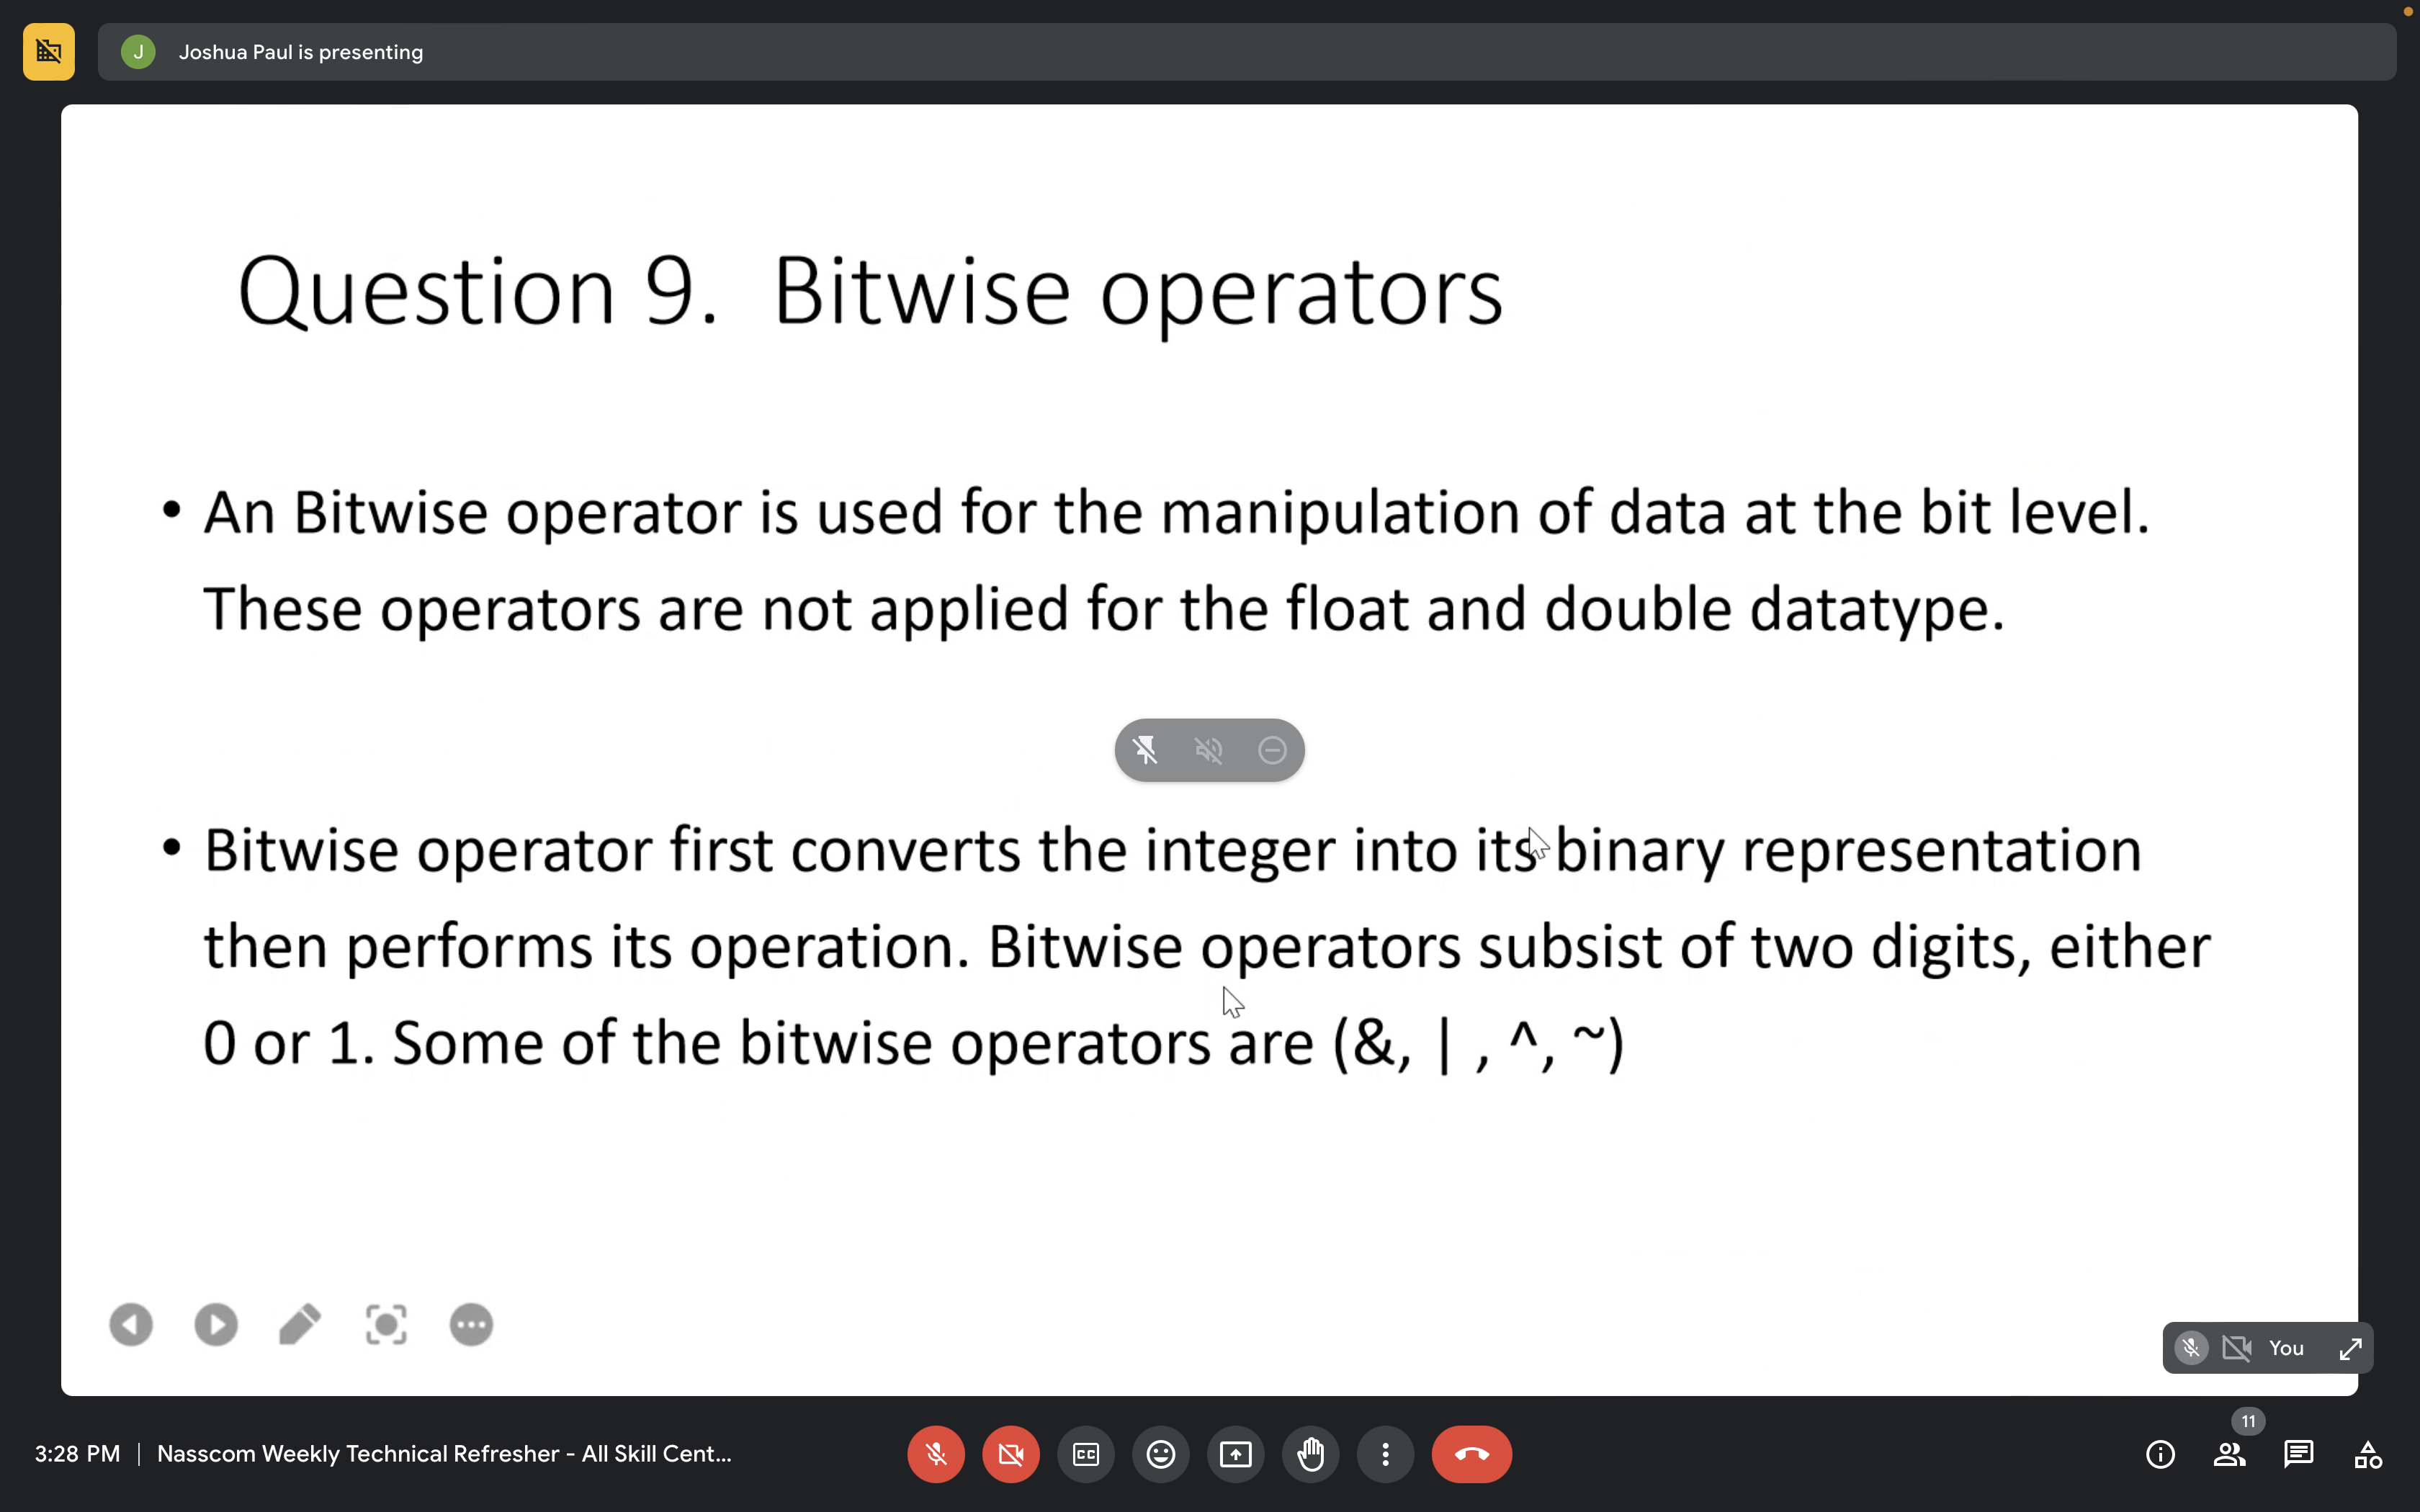 J Joshua Paul is presenting
Question 9. Bitwise operators
• An Bitwise operator is used for the manipulation of data at the bit level.
These operators are not applied for the float and double datatype.
• Bitwise operator first converts the integer into its binary representation
then performs its operation. Bitwise operators subsist of two digits, either
0 or 1. Some of the bitwise operators are (&, | , ^, ~)
You
3:28 PM | Nasscom Weekly Technical Refresher - All Skill Cent...
CC
11